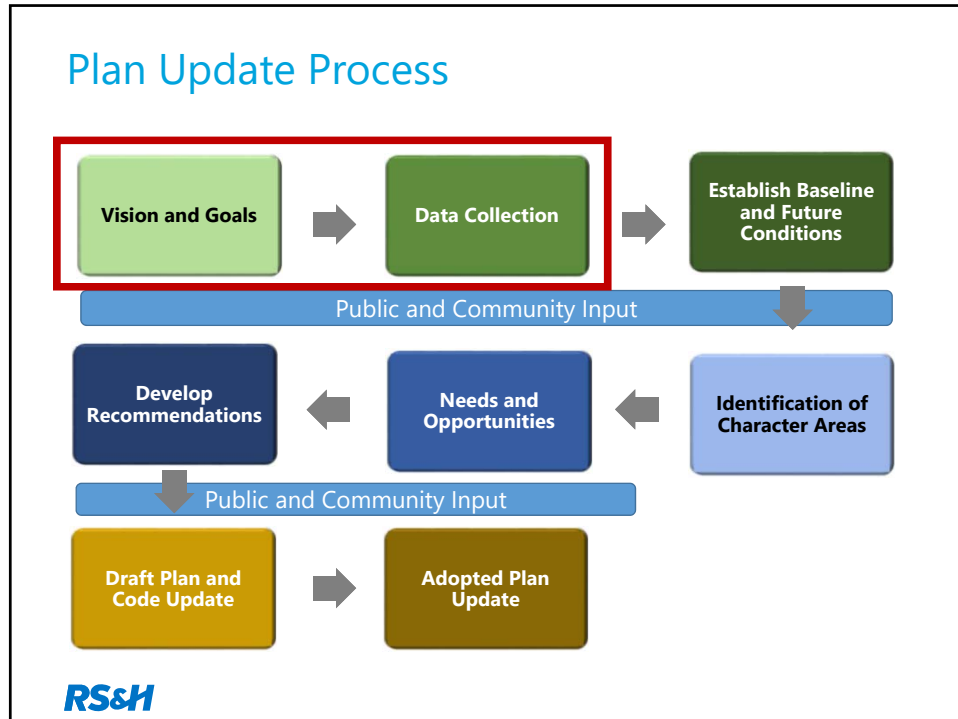 Plan Update Process
Vision and Goals
Data Collection
Establish Baseline
and Future
Conditions
Public and Community Input
Develop
Recommendations
Needs and
Opportunities
Identification of
Character Areas
Public and Community Input
Draft Plan and
Code Update
Adopted Plan
Update
RS&H